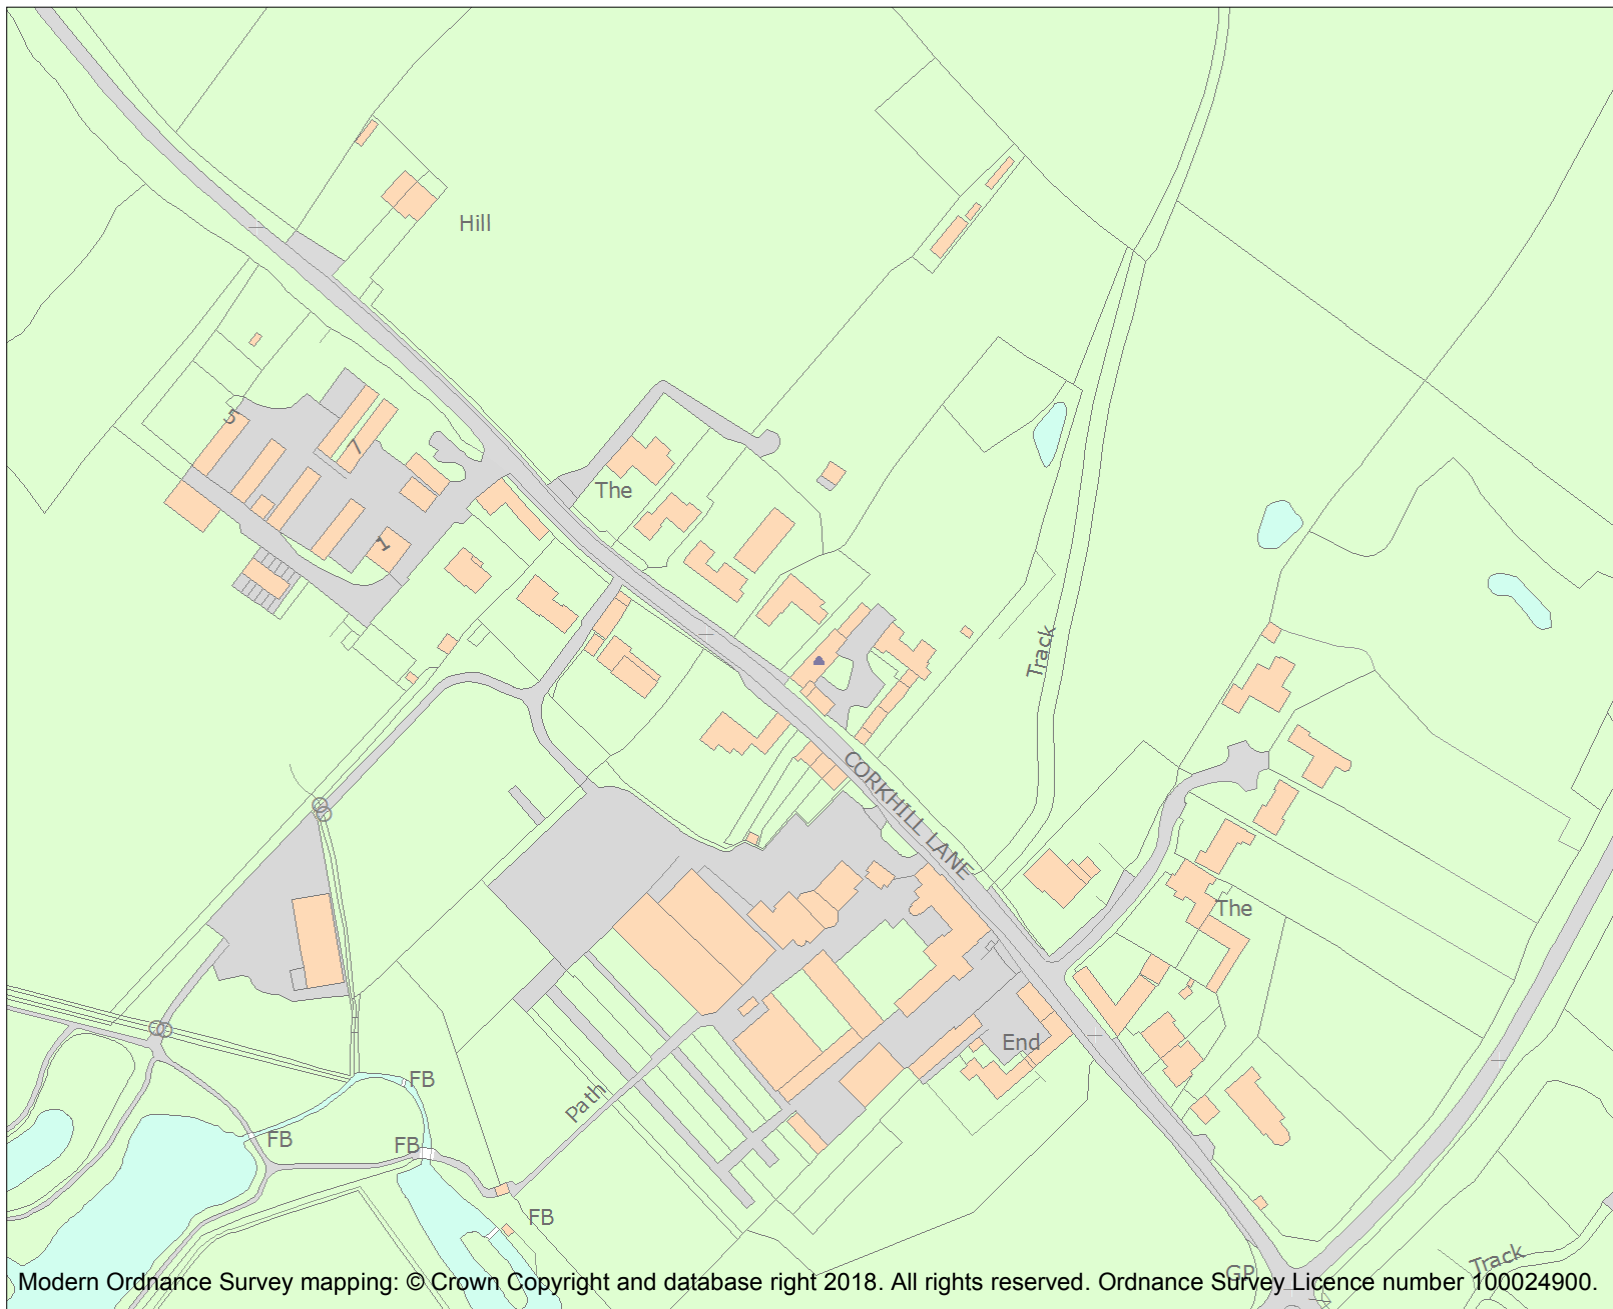 Hill
5
7
The
1
Track
CORKHILL LANE
The
End
FB
Path
FB
FB
FB
Track
GP
Modern Ordnance Survey mapping: © Crown Copyright and database right 2018. All rights reserved. Ordnance Survey Licence number 100024900.